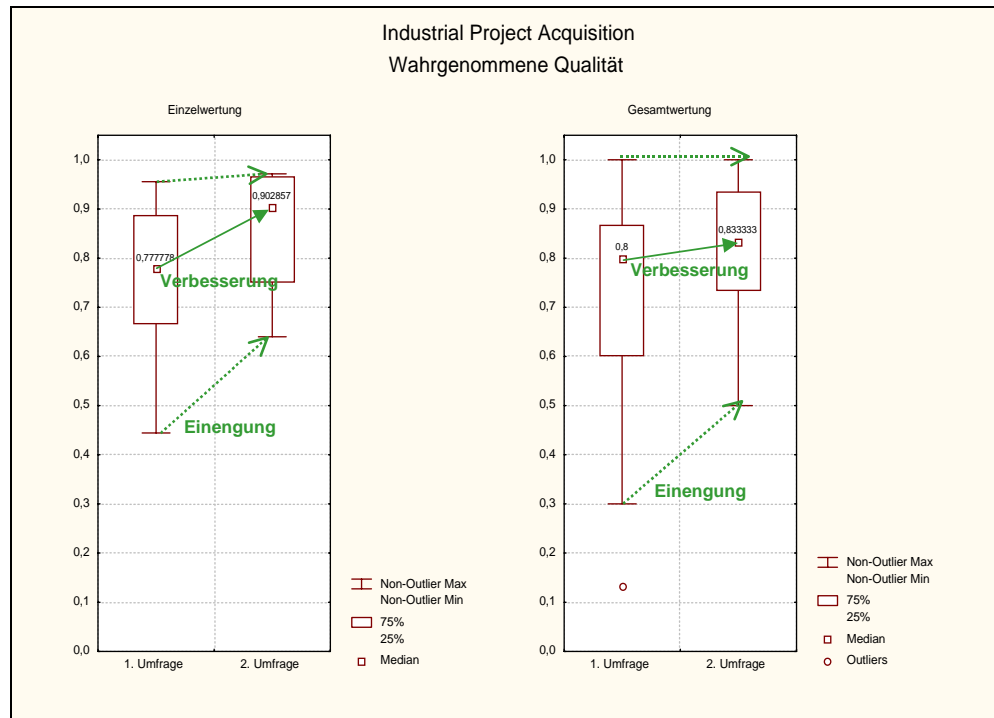 Industrial Project Acquisition
Wahrgenommene Qualität
Einzelwertung
1,0
0,9
0,8
0,7
0,6
0,5
0,4
0,3
0,2
0,1
0,0
0,777778
0,902857
Verbesserung
Einengung
1. Umfrage
2. Umfrage
Non-Outlier Max
Non-Outlier Min
75%
25%
Median
Gesamtwertung
1,0
0,9
0,8
0,7
0,6
0,5
0,4
0,3
0,2
0,1
0,0
0,8
0,833333
Verbesserung
Einengung
1. Umfrage
2. Umfrage
Non-Outlier Max
Non-Outlier Min
75%
25%
Median
Outliers